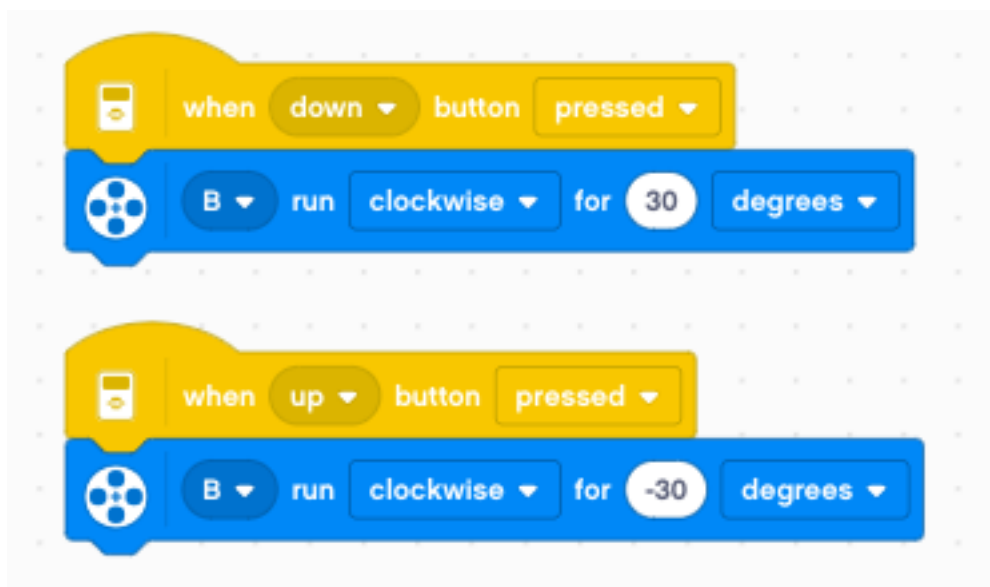 when down button pressed
B run clockwise for 30 degrees
when up button pressed
B run clockwise for -30 degrees